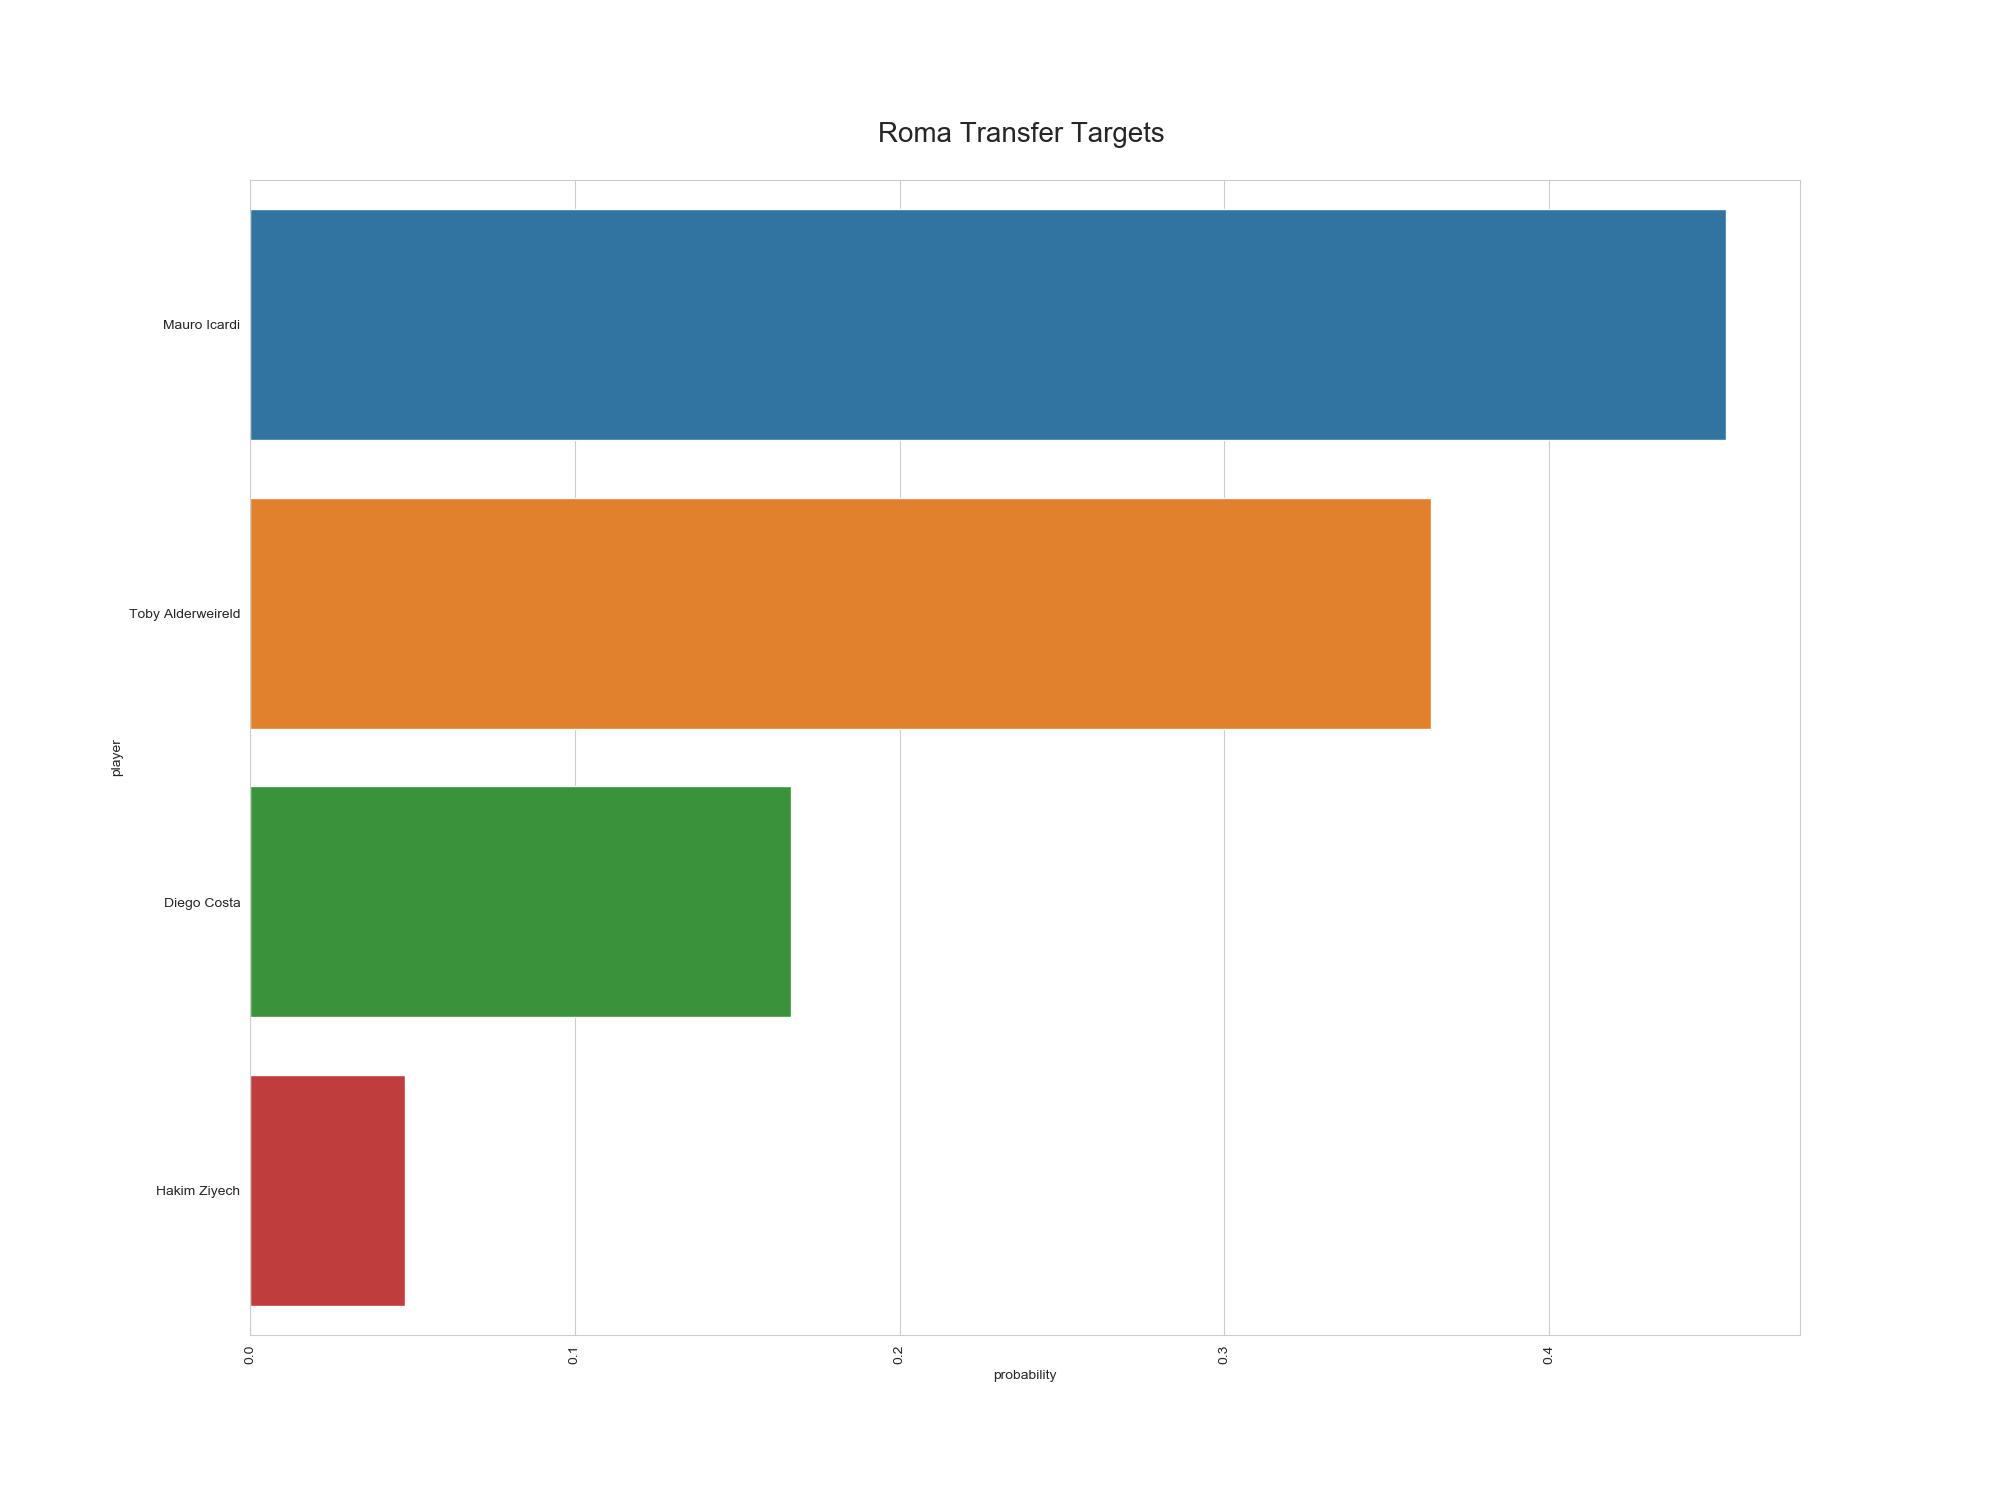 Roma Transfer Targets
Mauro Icardi
Toby Alderweireld
Diego Costa
Hakim Ziyech
player
0.0 0.1 0.2 0.3 0.4
probability